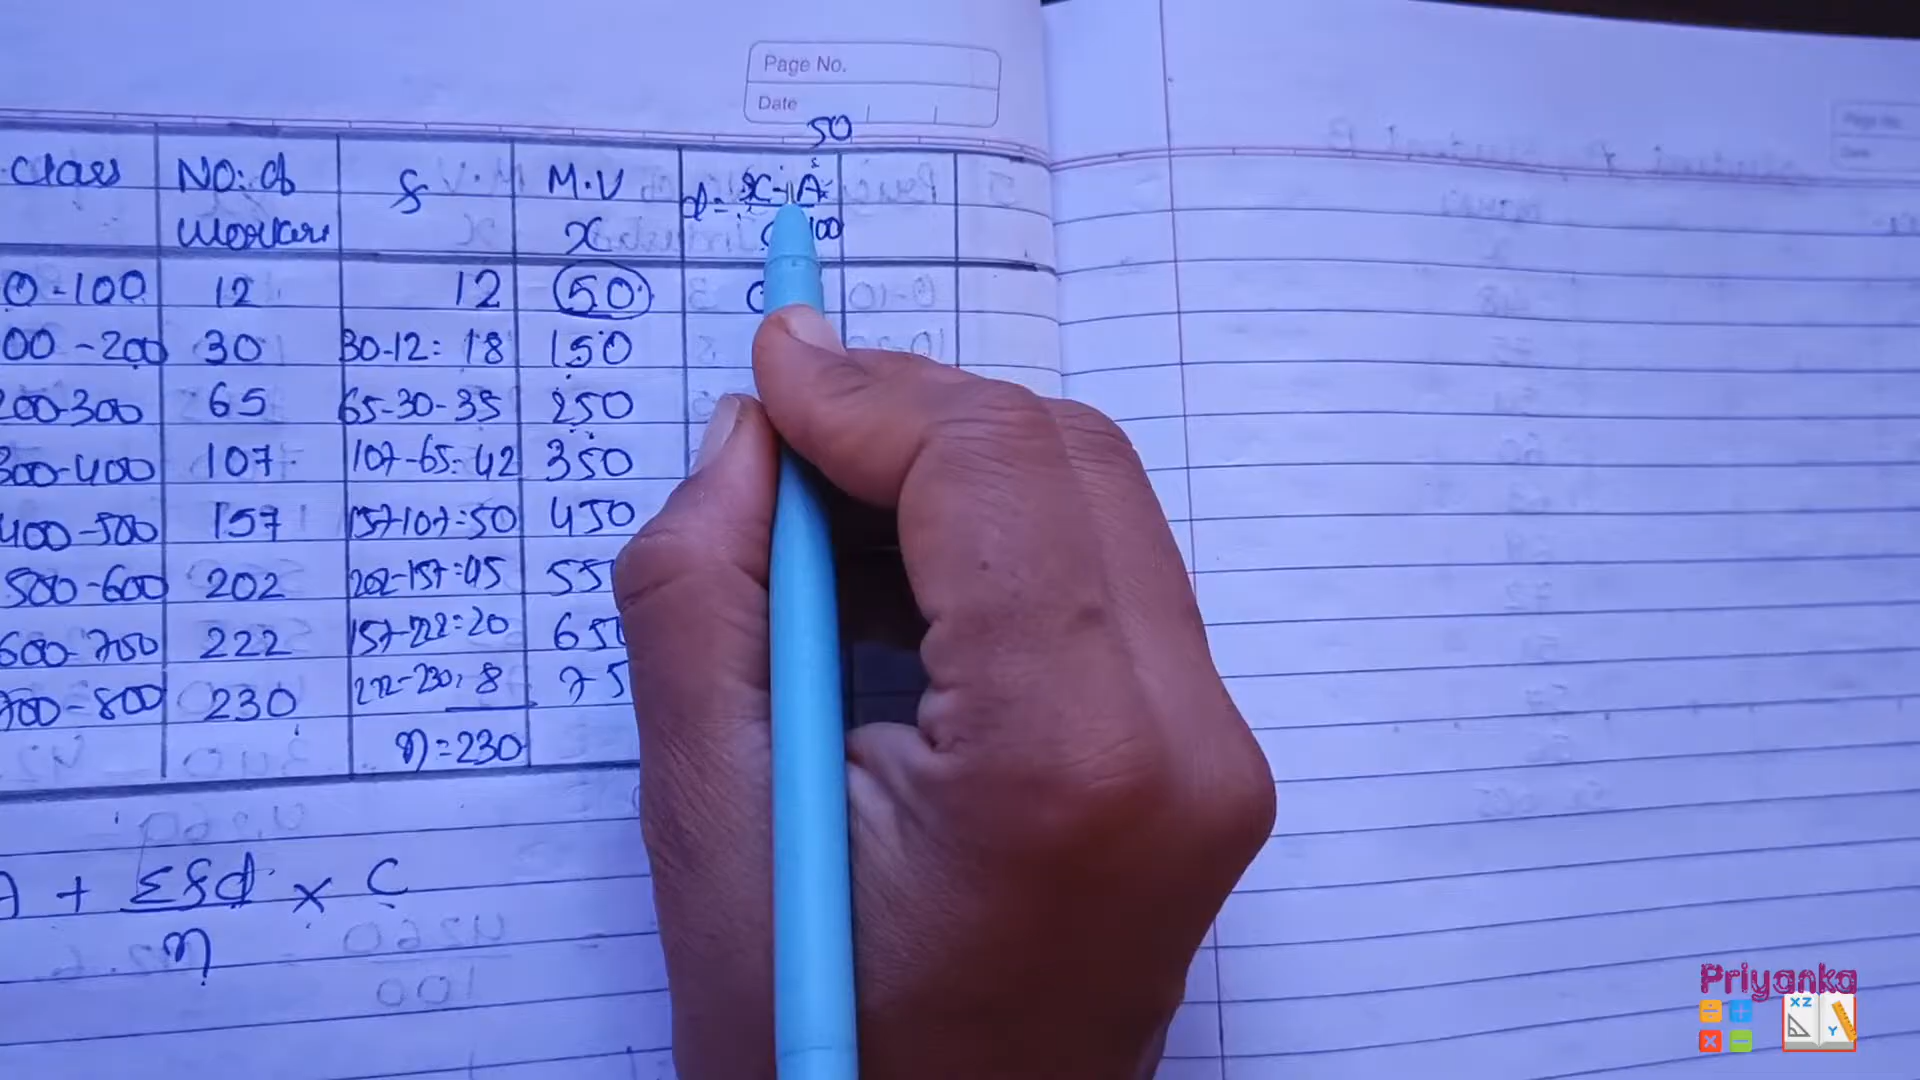 Page No.
Date
50
Class NO: of Workers f M.V x d = x - A
100
0-100 12 12 50 0
00-200 30 30-12: 18 150
200-300 65 65-30-35 250
300-400 107 107-65: 42 350
400-500 157 157-107=50 450
500-600 202 202-157=45 55
600-700 222 157-222=20 65
700-800 230 222-230: 8 75
n=230
A + Σfd × C
n
Priyanka
XZ
Y